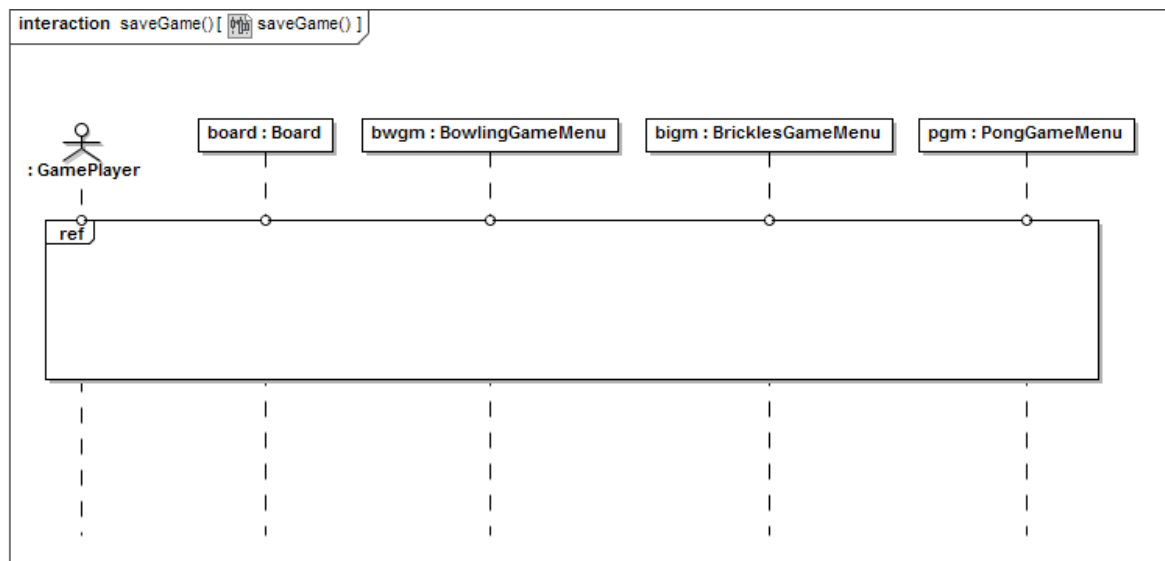 interaction saveGame()[ saveGame() ]
board : Board
bwgm : BowlingGameMenu
bigm : BricklesGameMenu
pgm : PongGameMenu
: GamePlayer
ref